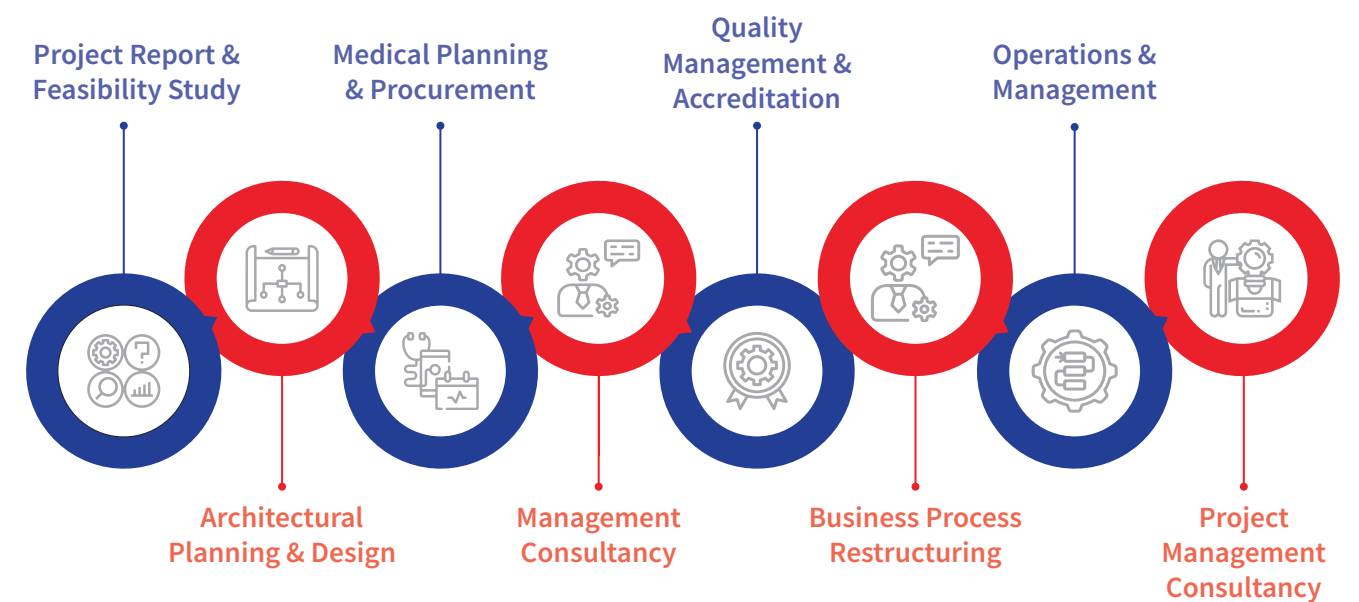 Project Report &
Feasibility Study
Medical Planning
& Procurement
Quality
Management &
Accreditation
Operations &
Management
Architectural
Planning & Design
Management
Consultancy
Business Process
Restructuring
Project
Management
Consultancy